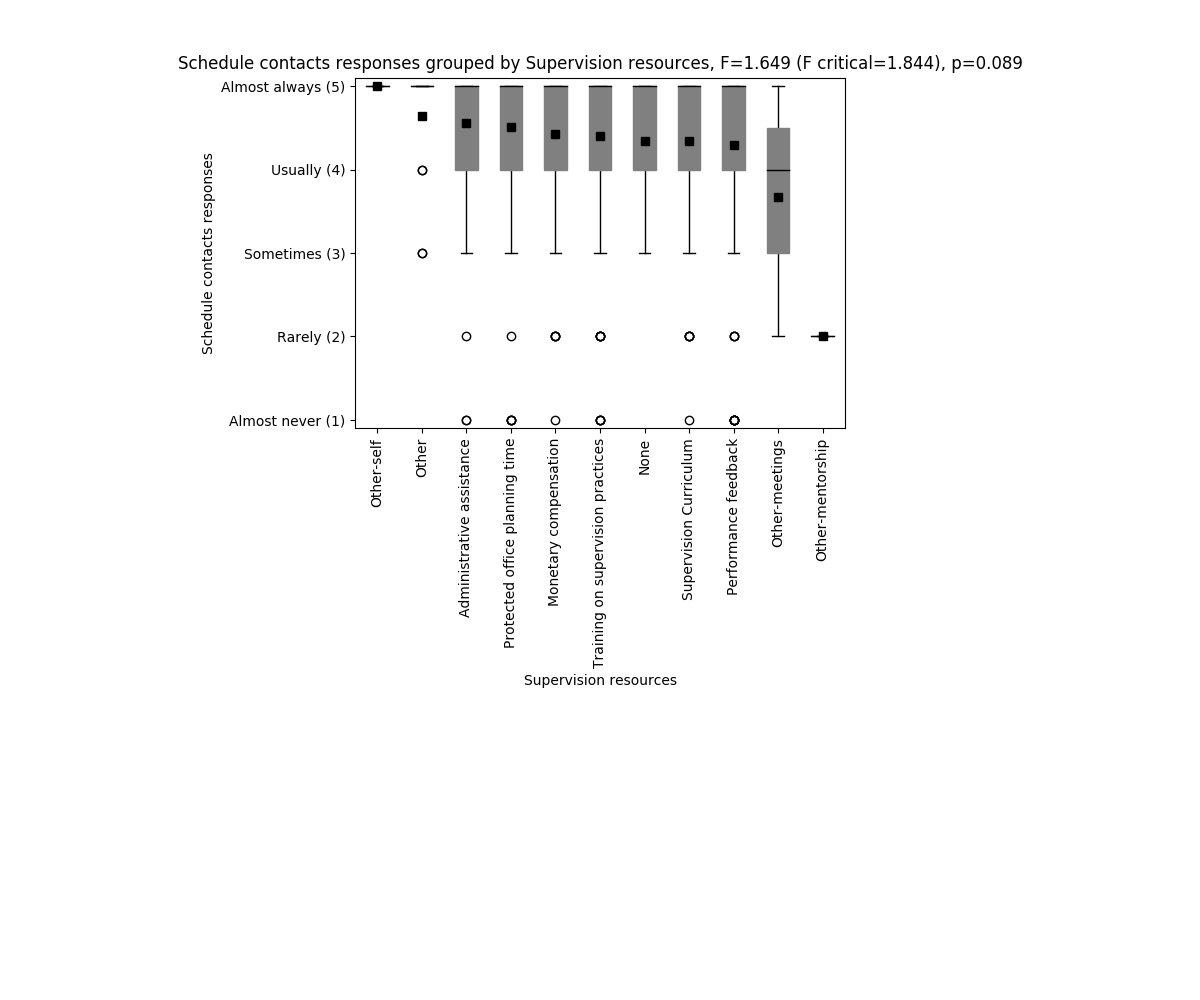 Schedule contacts responses grouped by Supervision resources, F=1.649 (F critical=1.844), p=0.089
Schedule contacts responses
Almost always (5)
Usually (4)
Sometimes (3)
Rarely (2)
Almost never (1)
Other-self
Other
Administrative assistance
Protected office planning time
Monetary compensation
Training on supervision practices
None
Supervision Curriculum
Performance feedback
Other-meetings
Other-mentorship
Supervision resources